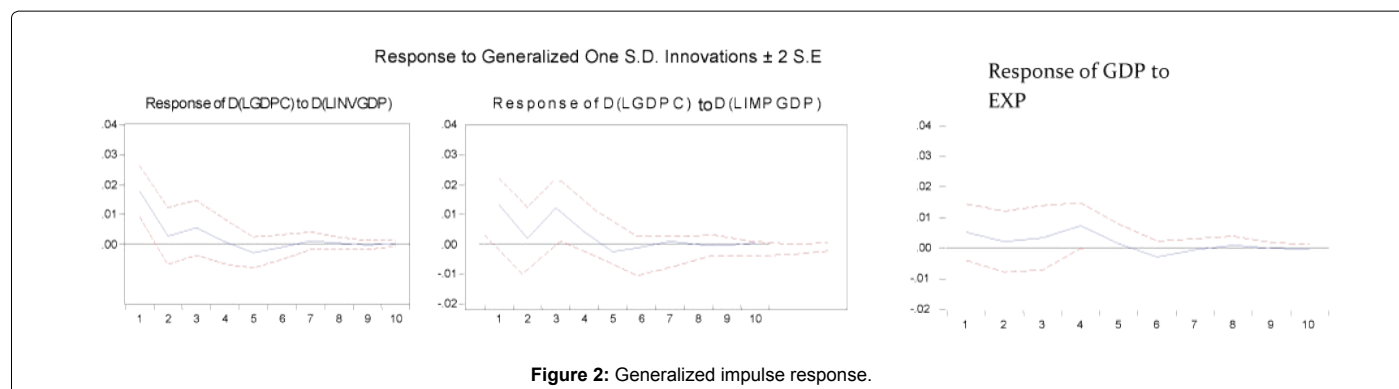 Response to Generalized One S.D. Innovations ± 2 S.E
Response of D(LGDPC) to D(LINVGDP)
.04
.03
.02
.01
.00
1 2 3 4 5 6 7 8 9 10
Response of D(LGDPC) to D(LIMPGDP)
.04
.03
.02
.01
.00
-.01
-.02
1 2 3 4 5 6 7 8 9 10
Response of GDP to
EXP
.04
.03
.02
.01
.00
-.01
-.02
1 2 3 4 5 6 7 8 9 10
Figure 2: Generalized impulse response.